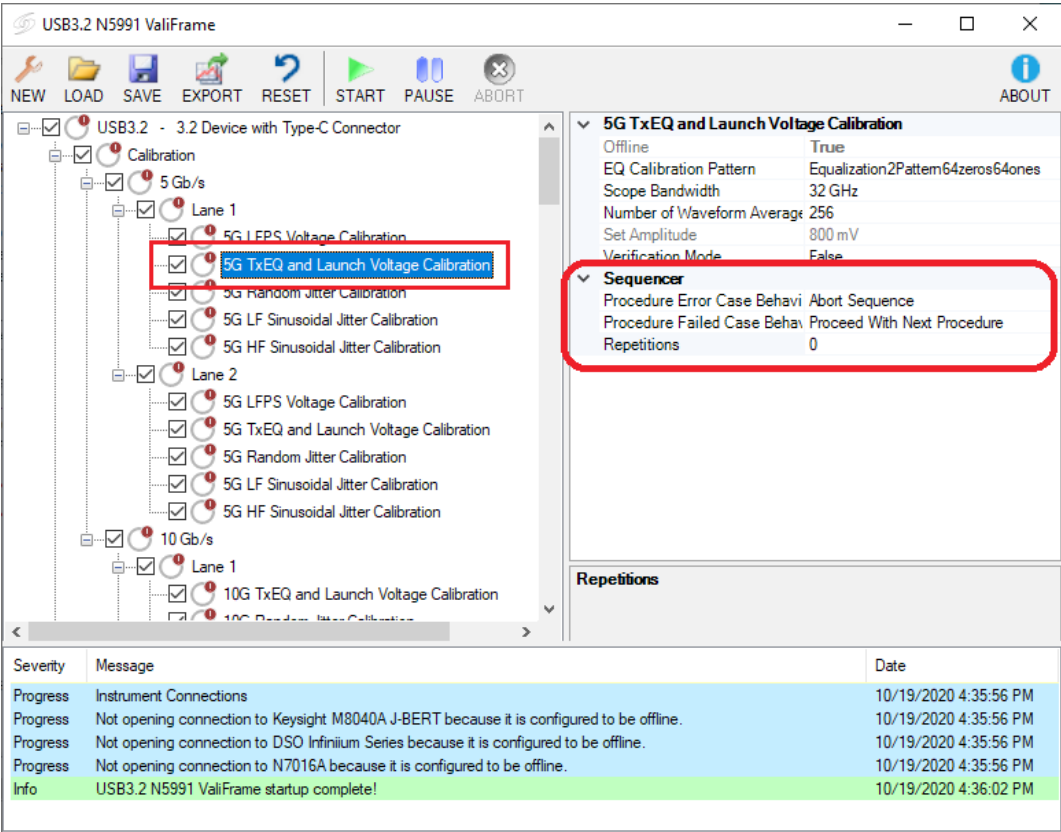 USB3.2 N5991 ValiFrame
NEW LOAD SAVE EXPORT RESET START PAUSE ABORT ABOUT
USB3.2 - 3.2 Device with Type-C Connector
Calibration
5 Gb/s
Lane 1
5G LFPS Voltage Calibration
5G TxEQ and Launch Voltage Calibration
5G Random Jitter Calibration
5G LF Sinusoidal Jitter Calibration
5G HF Sinusoidal Jitter Calibration
Lane 2
5G LFPS Voltage Calibration
5G TxEQ and Launch Voltage Calibration
5G Random Jitter Calibration
5G LF Sinusoidal Jitter Calibration
5G HF Sinusoidal Jitter Calibration
10 Gb/s
Lane 1
10G TxEQ and Launch Voltage Calibration
10G Random Jitter Calibration
5G TxEQ and Launch Voltage Calibration
Offline True
EQ Calibration Pattern Equalization2Pattern64zeros64ones
Scope Bandwidth 32 GHz
Number of Waveform Average 256
Set Amplitude 800 mV
Verification Mode False
Sequencer
Procedure Error Case Behavi Abort Sequence
Procedure Failed Case Behav Proceed With Next Procedure
Repetitions 0
Repetitions
Severity Message Date
Progress Instrument Connections 10/19/2020 4:35:56 PM
Progress Not opening connection to Keysight M8040A J-BERT because it is configured to be offline. 10/19/2020 4:35:56 PM
Progress Not opening connection to DSO Infiniium Series because it is configured to be offline. 10/19/2020 4:35:56 PM
Progress Not opening connection to N7016A because it is configured to be offline. 10/19/2020 4:35:56 PM
Info USB3.2 N5991 ValiFrame startup complete! 10/19/2020 4:36:02 PM